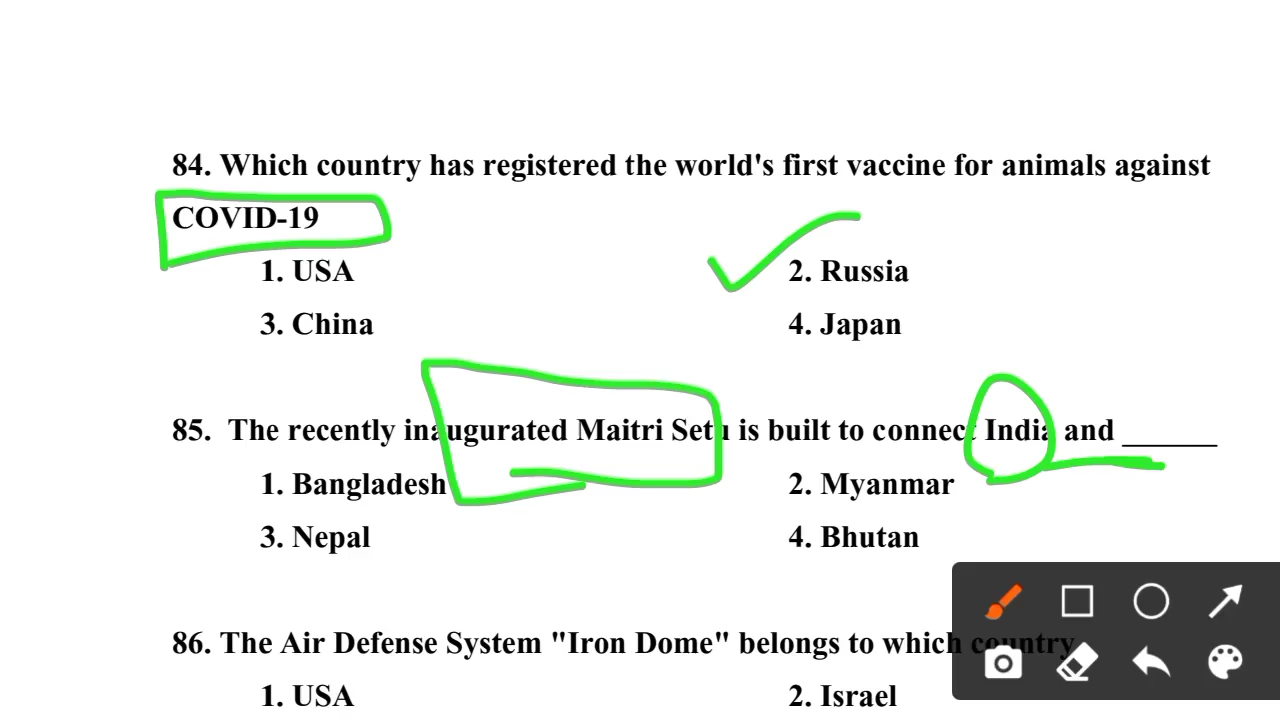 84. Which country has registered the world's first vaccine for animals against
COVID-19
1. USA 2. Russia
3. China 4. Japan
85. The recently inaugurated Maitri Setu is built to connect India and ______
1. Bangladesh 2. Myanmar
3. Nepal 4. Bhutan
86. The Air Defense System "Iron Dome" belongs to which country
1. USA 2. Israel